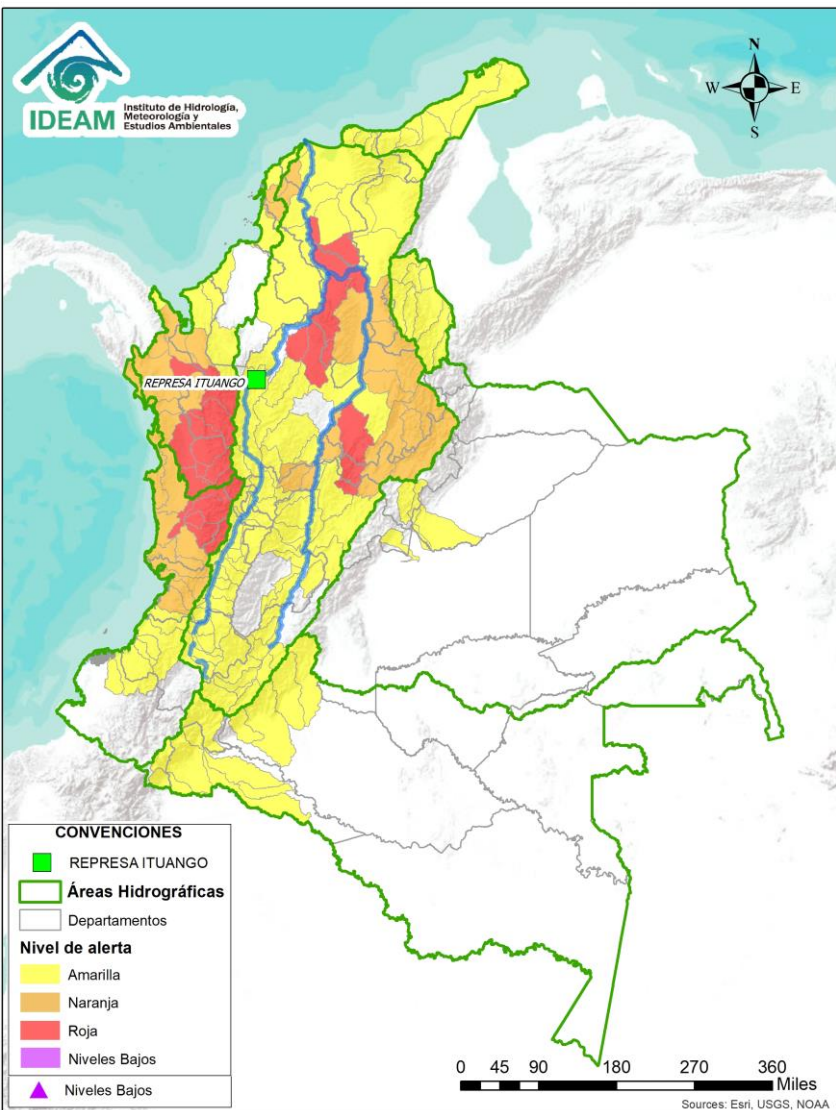 IDEAM
Instituto de Hidrología,
Meteorología y
Estudios Ambientales
N
W
E
S
REPRESA ITUANGO
CONVENCIONES
REPRESA ITUANGO
Áreas Hidrográficas
Departamentos
Nivel de alerta
Amarilla
Naranja
Roja
Niveles Bajos
Niveles Bajos
0 45 90 180 270 360
Miles
Sources: Esri, USGS, NOAA